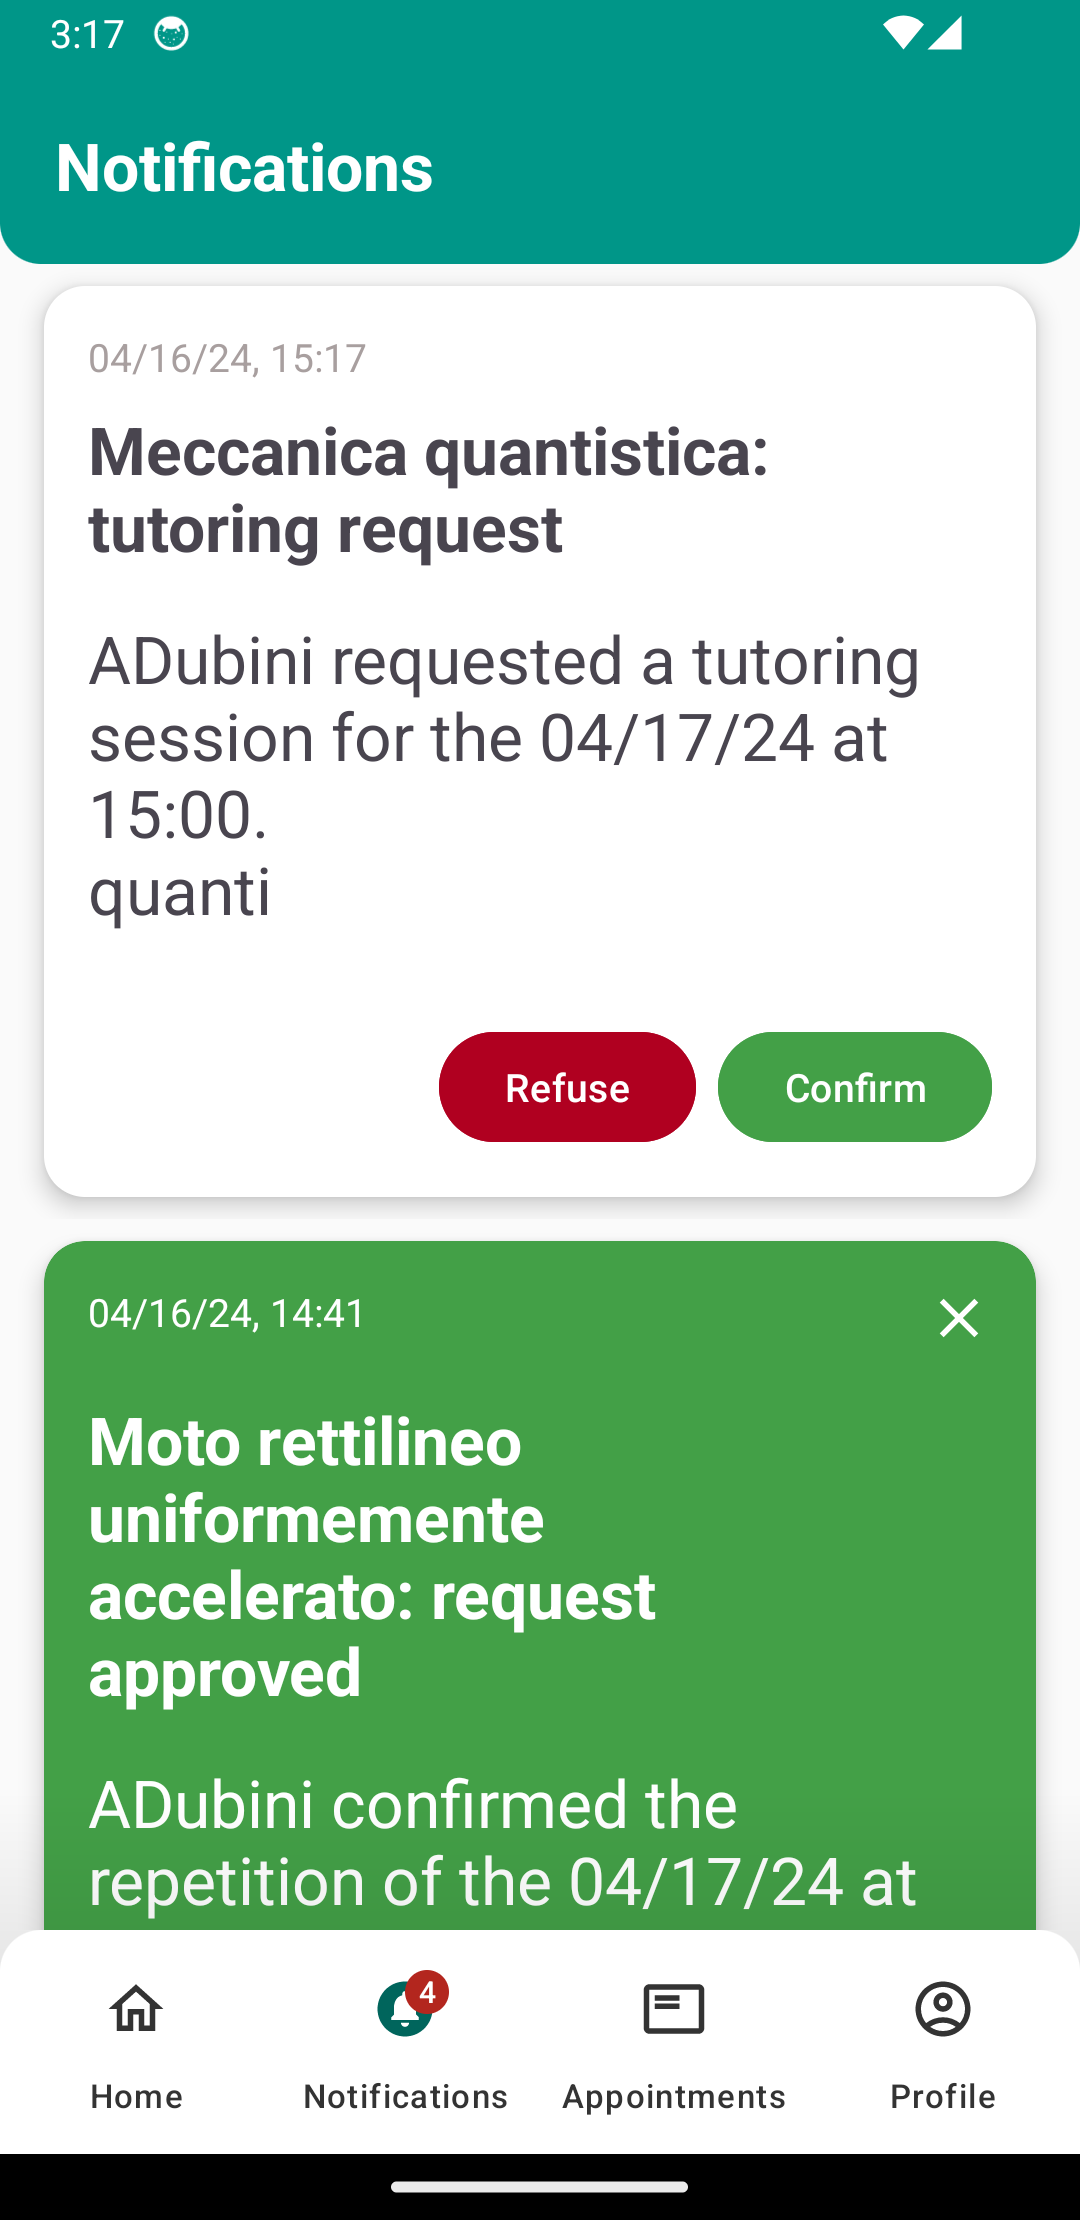 3:17
Notifications
04/16/24, 15:17
Meccanica quantistica:
tutoring request
ADubini requested a tutoring
session for the 04/17/24 at
15:00.
quanti
Refuse
Confirm
04/16/24, 14:41
Moto rettilineo
uniformemente
accelerato: request
approved
ADubini confirmed the
repetition of the 04/17/24 at
4
Home
Notifications
Appointments
Profile